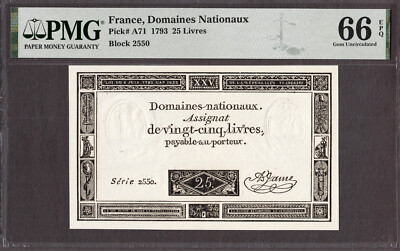 PMG
PAPER MONEY GUARANTY
France, Domaines Nationaux
Pick# A71 1793 25 Livres
Block 2550
66 EPQ
Gem Uncirculated
XXV
Domaines-nationaux.
Assignat
de vingt-cinq livres,
payable au porteur.
Série 2550.
25